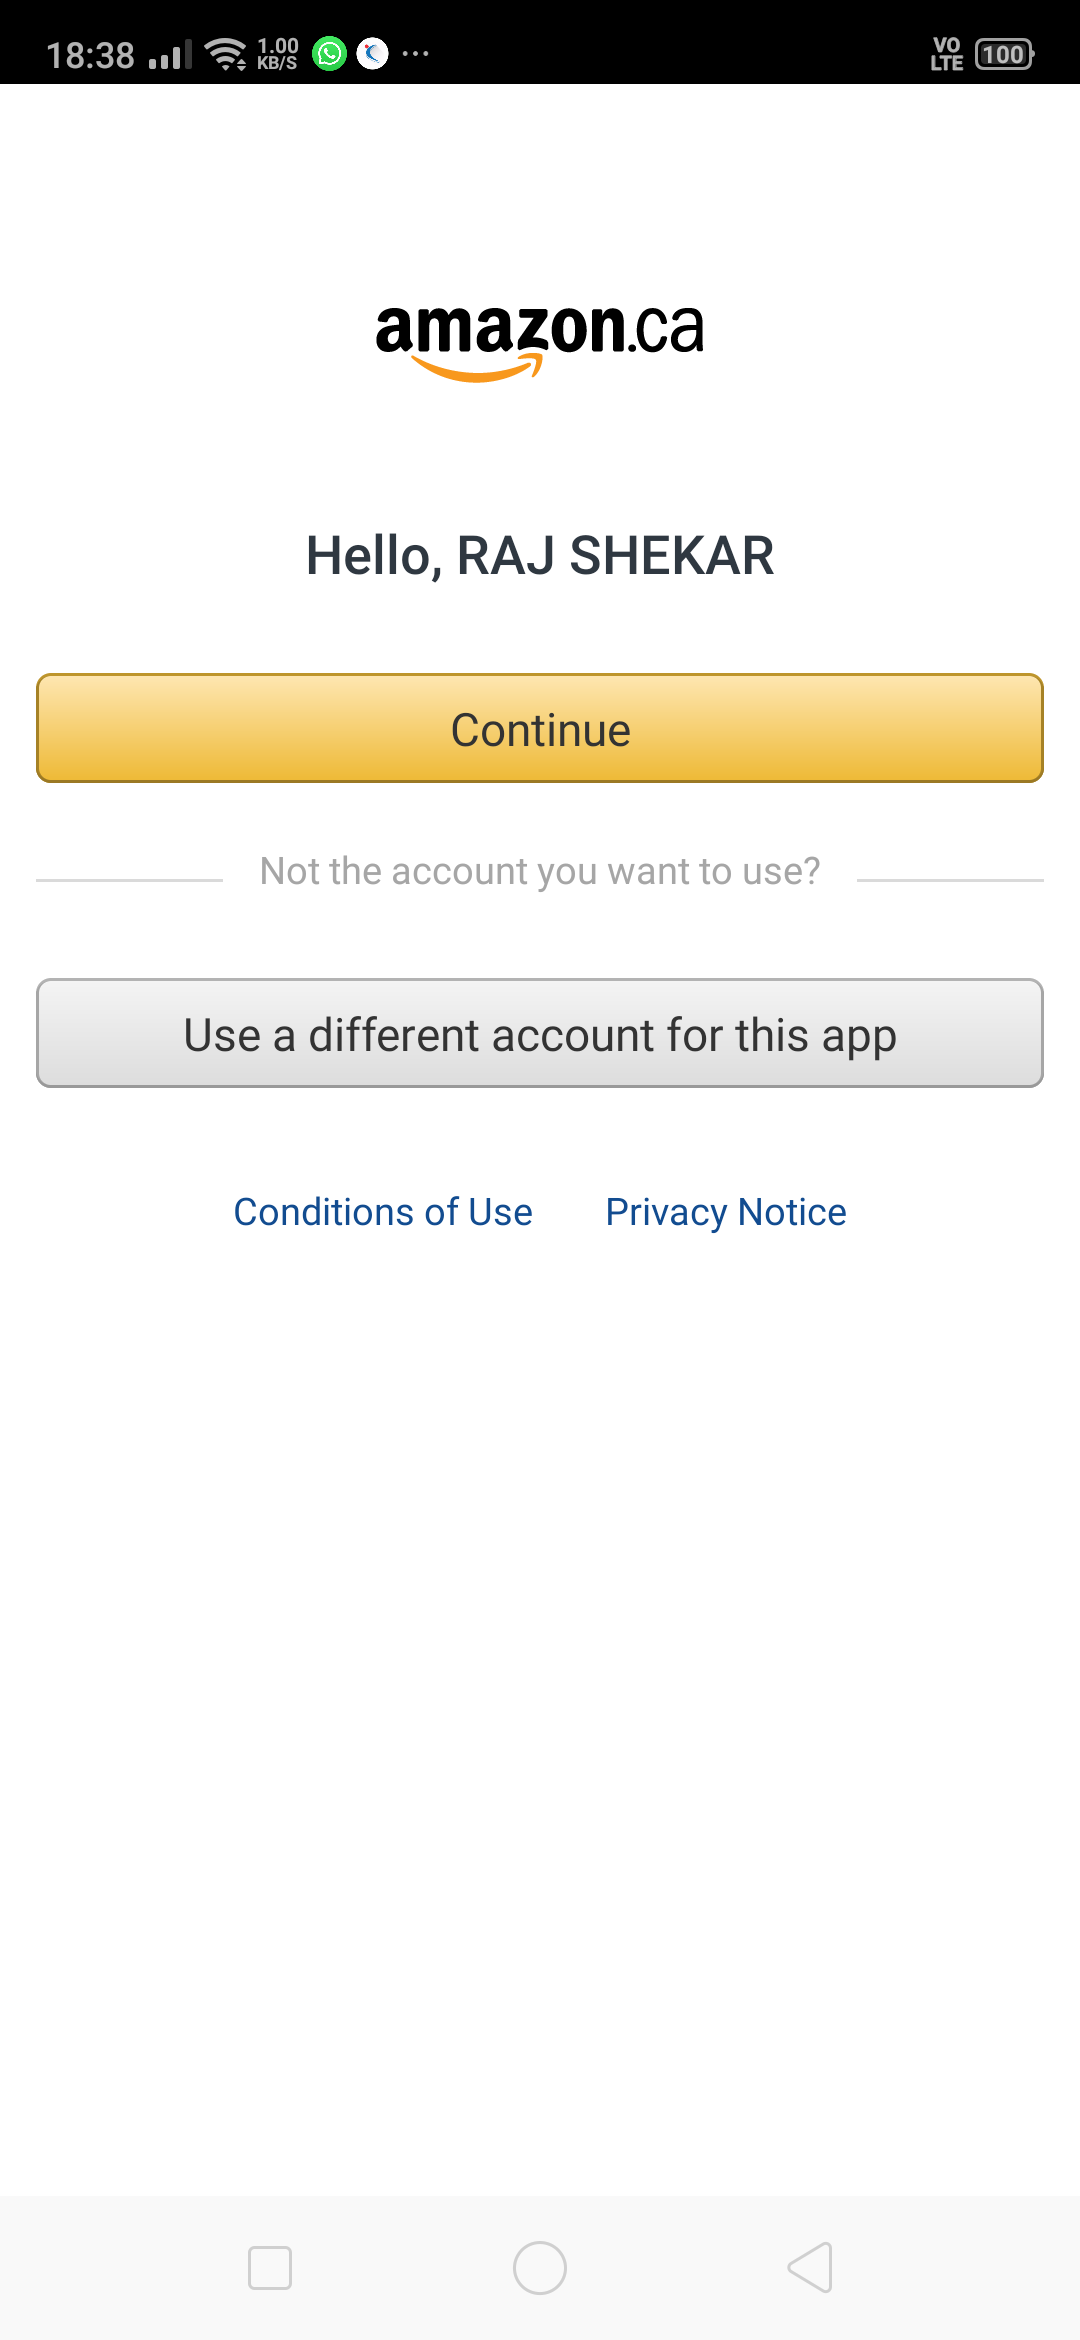 18:38 1.00 KB/S VO LTE 100
amazon.ca
Hello, RAJ SHEKAR
Continue
Not the account you want to use?
Use a different account for this app
Conditions of Use Privacy Notice